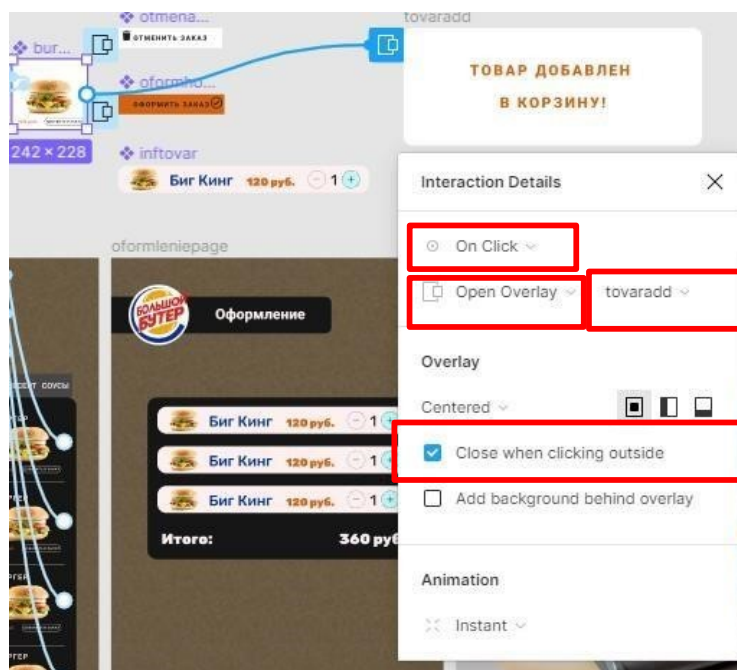 otmena...
tovaradd
bur...
ОТМЕНИТЬ ЗАКАЗ
ТОВАР ДОБАВЛЕН
В КОРЗИНУ!
oformho...
ОФОРМИТЬ ЗАКАЗ
242 × 228
inftovar
Биг Кинг 120 руб. 1
Interaction Details
On Click
oformleniepage
Open Overlay
tovaradd
БОЛЬШОЙ
БУТЕР
Оформление
Overlay
Centered
СОУСЫ
Биг Кинг 120 руб. 1
Close when clicking outside
Биг Кинг 120 руб. 1
Add background behind overlay
Биг Кинг 120 руб. 1
Итого: 360 руб
Animation
Instant